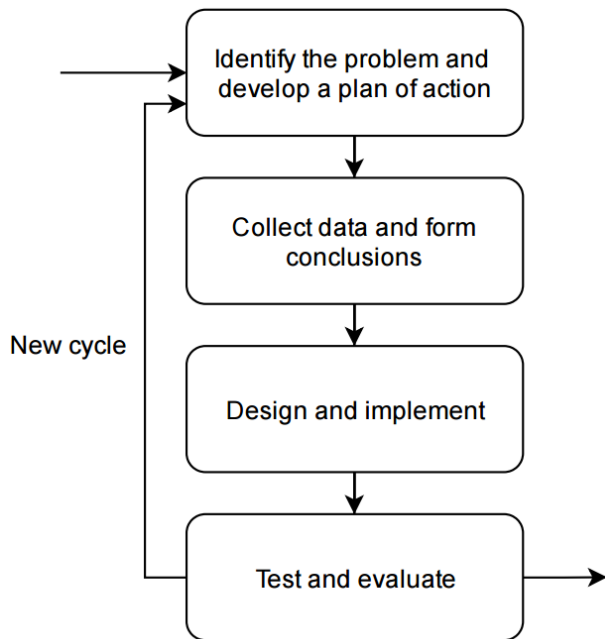 Identify the problem and
develop a plan of action
Collect data and form
conclusions
New cycle
Design and implement
Test and evaluate